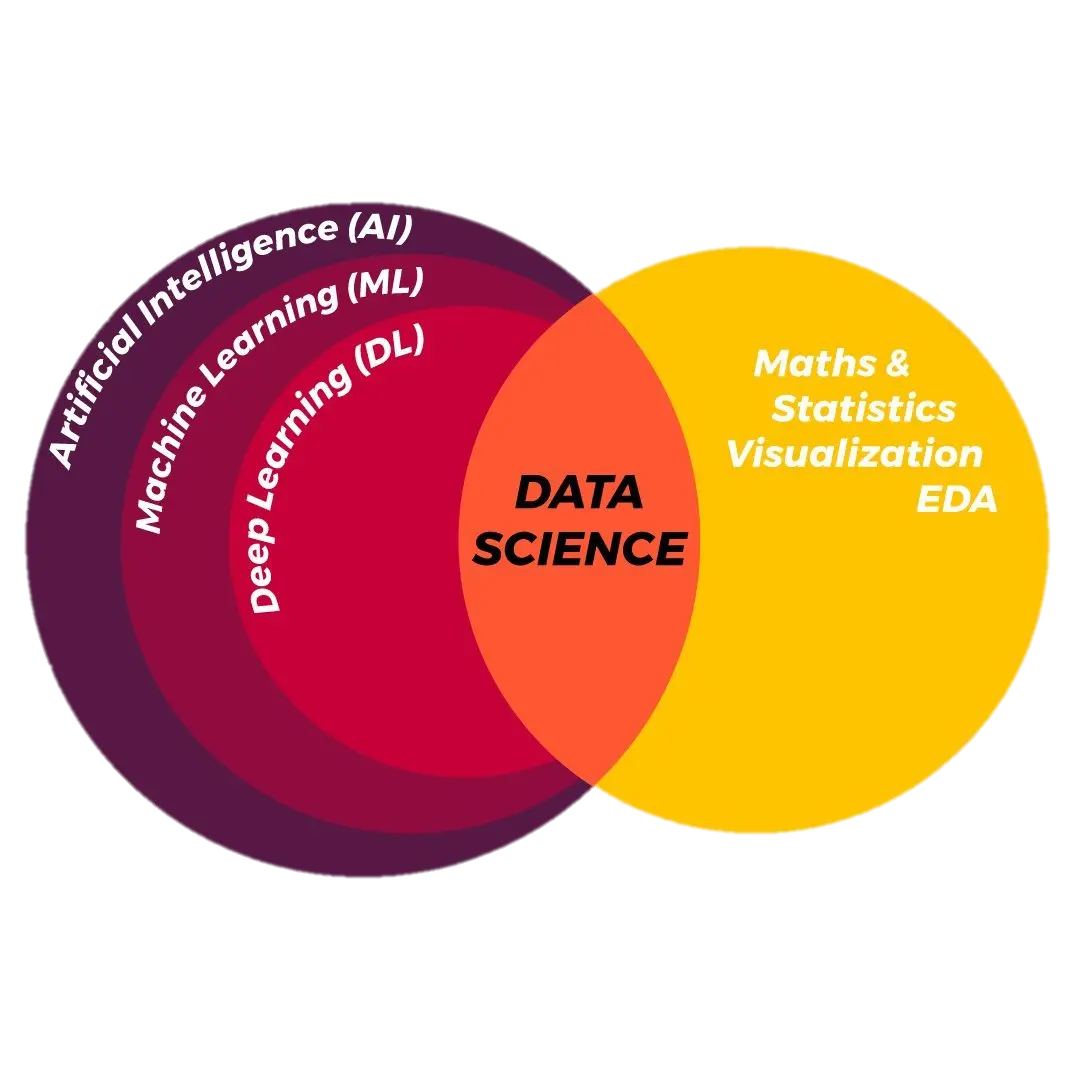 Artificial Intelligence (AI)
Machine Learning (ML)
Deep Learning (DL)
DATA
SCIENCE
Maths &
Statistics
Visualization
EDA